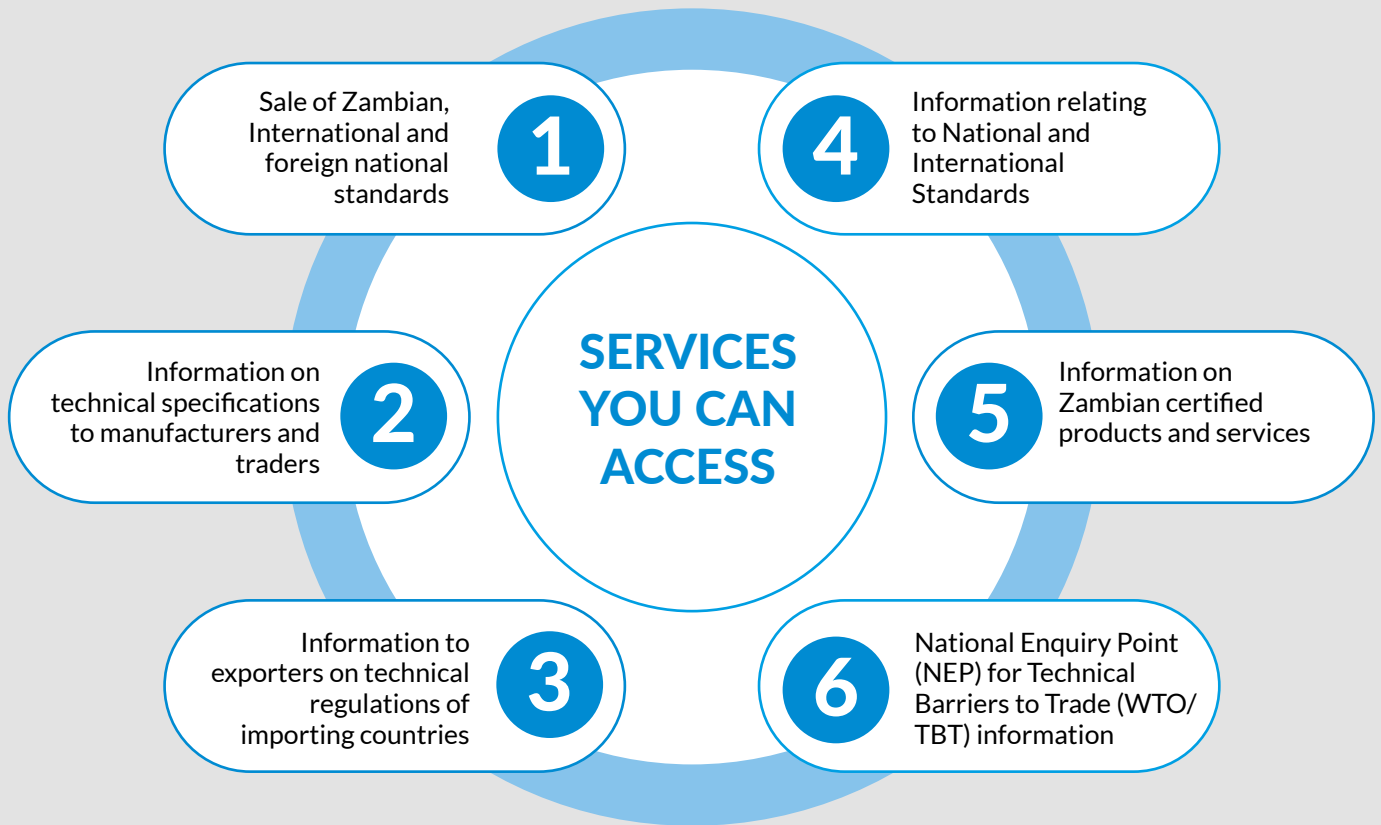 SERVICES
YOU CAN
ACCESS
1
Sale of Zambian,
International and
foreign national
standards
2
Information on
technical specifications
to manufacturers and
traders
3
Information to
exporters on technical
regulations of
importing countries
4
Information relating
to National and
International
Standards
5
Information on
Zambian certified
products and services
6
National Enquiry Point
(NEP) for Technical
Barriers to Trade (WTO/
TBT) information